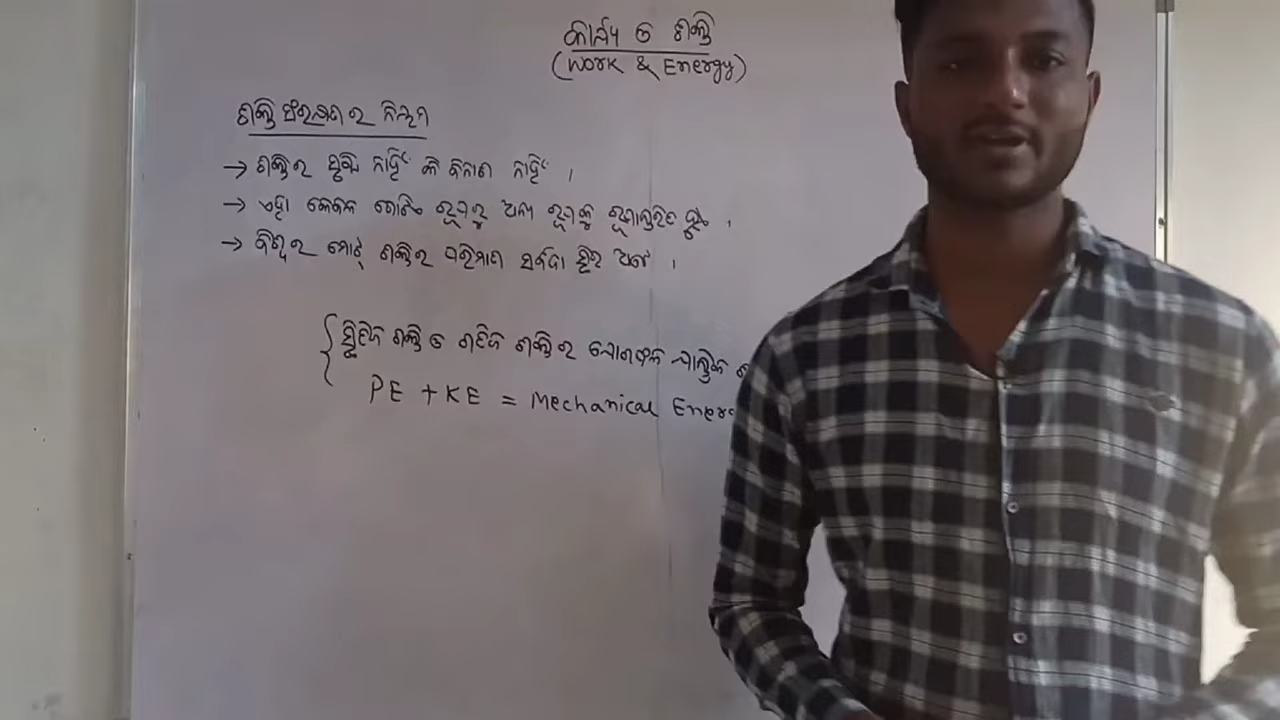 କାର୍ଯ୍ୟ ଓ ଶକ୍ତି
(Work & Energy)
ଶକ୍ତି ସଂରକ୍ଷଣ ର ନିୟମ
→ ଶକ୍ତିର ସୃଷ୍ଟି ନାହିଁ କି ବିନାଶ ନାହିଁ ।
→ ଏହା କେବଳ ଗୋଟିଏ ରୂପରୁ ଅନ୍ୟ ରୂପକୁ ରୂପାନ୍ତରିତ ହୁଏ ।
→ ବିଶ୍ୱର ମୋଟ୍ ଶକ୍ତିର ପରିମାଣ ସର୍ବଦା ସ୍ଥିର ଅଟେ ।
ସ୍ଥିତିଜ ଶକ୍ତି ଓ ଗତିଜ ଶକ୍ତିର ଯୋଗଫଳ ଯାନ୍ତ୍ରିକ
PE + KE = Mechanical